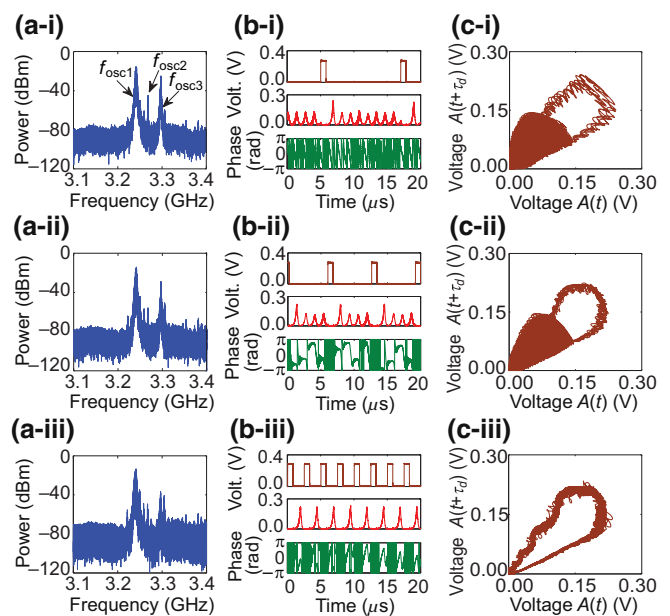 (a-i)
Power (dBm)
0
−40
−80
−120
f_osc1
f_osc2
f_osc3
3.1 3.2 3.3 3.4
Frequency (GHz)
(b-i)
Volt. (V)
0.4
0.0
0.3
0.0
Phase (rad)
π
0
−π
0 5 10 15 20
Time (μs)
(c-i)
Voltage A(t+τ_d) (V)
0.30
0.15
0.00
0.00 0.15 0.30
Voltage A(t) (V)
(a-ii)
Power (dBm)
0
−40
−80
−120
3.1 3.2 3.3 3.4
Frequency (GHz)
(b-ii)
Volt. (V)
0.4
0.0
0.3
0.0
Phase (rad)
π
0
−π
0 5 10 15 20
Time (μs)
(c-ii)
Voltage A(t+τ_d) (V)
0.30
0.15
0.00
0.00 0.15 0.30
Voltage A(t) (V)
(a-iii)
Power (dBm)
0
−40
−80
−120
3.1 3.2 3.3 3.4
Frequency (GHz)
(b-iii)
Volt. (V)
0.4
0.0
0.3
0.0
Phase (rad)
π
0
−π
0 5 10 15 20
Time (μs)
(c-iii)
Voltage A(t+τ_d) (V)
0.30
0.15
0.00
0.00 0.15 0.30
Voltage A(t) (V)